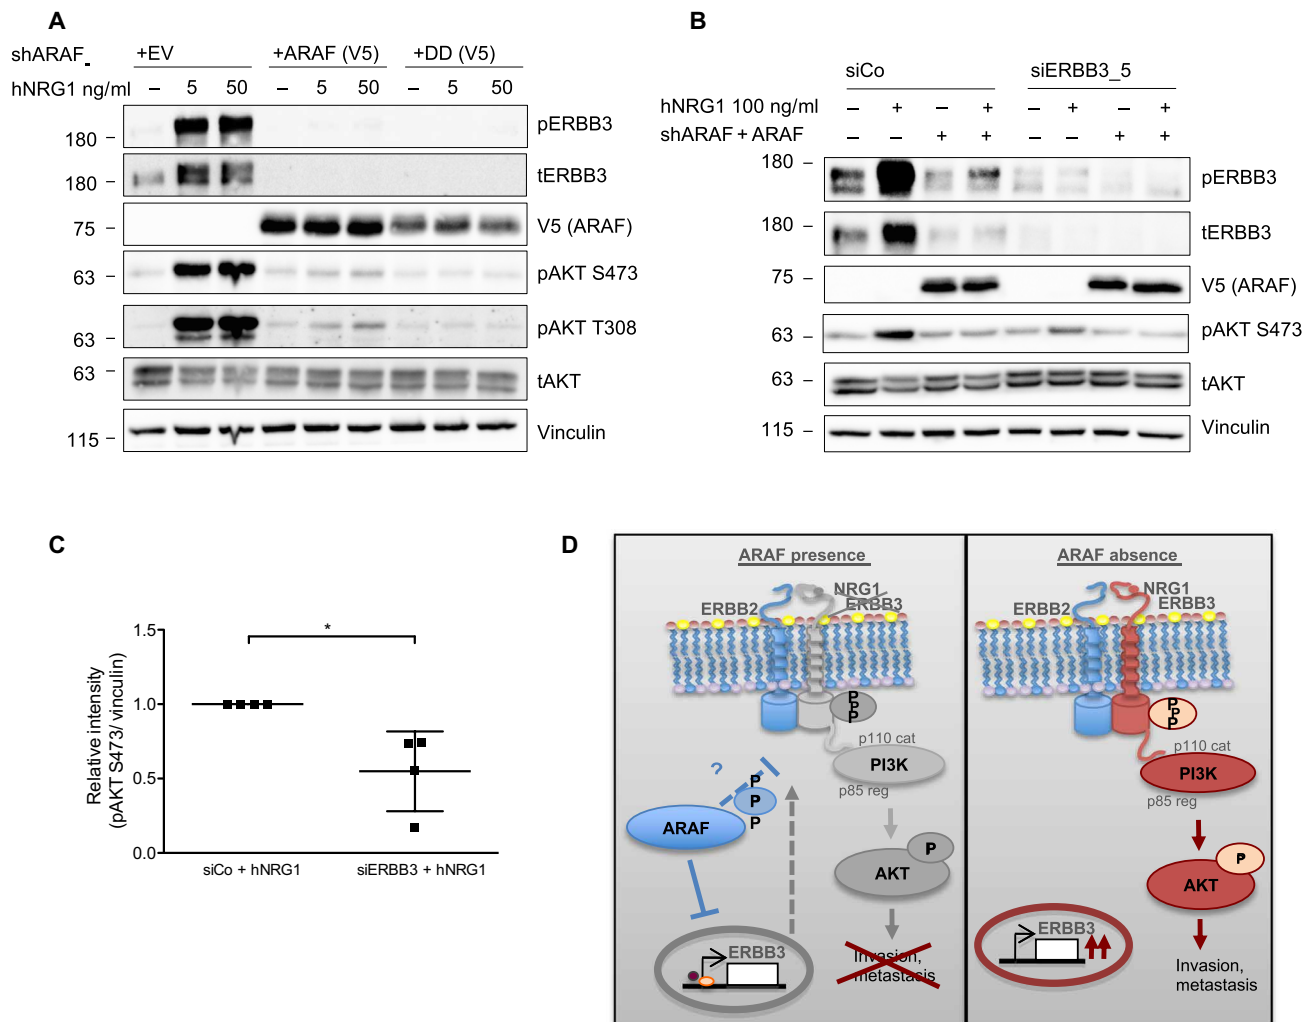 A
shARAF_ +EV +ARAF (V5) +DD (V5)
hNRG1 ng/ml – 5 50 – 5 50 – 5 50
180 – pERBB3
180 – tERBB3
75 – V5 (ARAF)
63 – pAKT S473
63 – pAKT T308
63 – tAKT
115 – Vinculin
B
siCo siERBB3_5
hNRG1 100 ng/ml – + – + – + – +
shARAF + ARAF – – + + – – + +
180 – pERBB3
180 – tERBB3
75 – V5 (ARAF)
63 – pAKT S473
63 – tAKT
115 – Vinculin
C
Relative intensity
(pAKT S473/ vinculin)
1.5
1.0
0.5
0.0
*
siCo + hNRG1 siERBB3 + hNRG1
D
ARAF presence
NRG1
ERBB2 ERBB3
P
P
P
p110 cat
PI3K
p85 reg
?
P
P
P
ARAF
P
AKT
ERBB3
Invasion,
metastasis
ARAF absence
NRG1
ERBB2 ERBB3
P
P
P
p110 cat
PI3K
p85 reg
P
AKT
ERBB3
Invasion,
metastasis